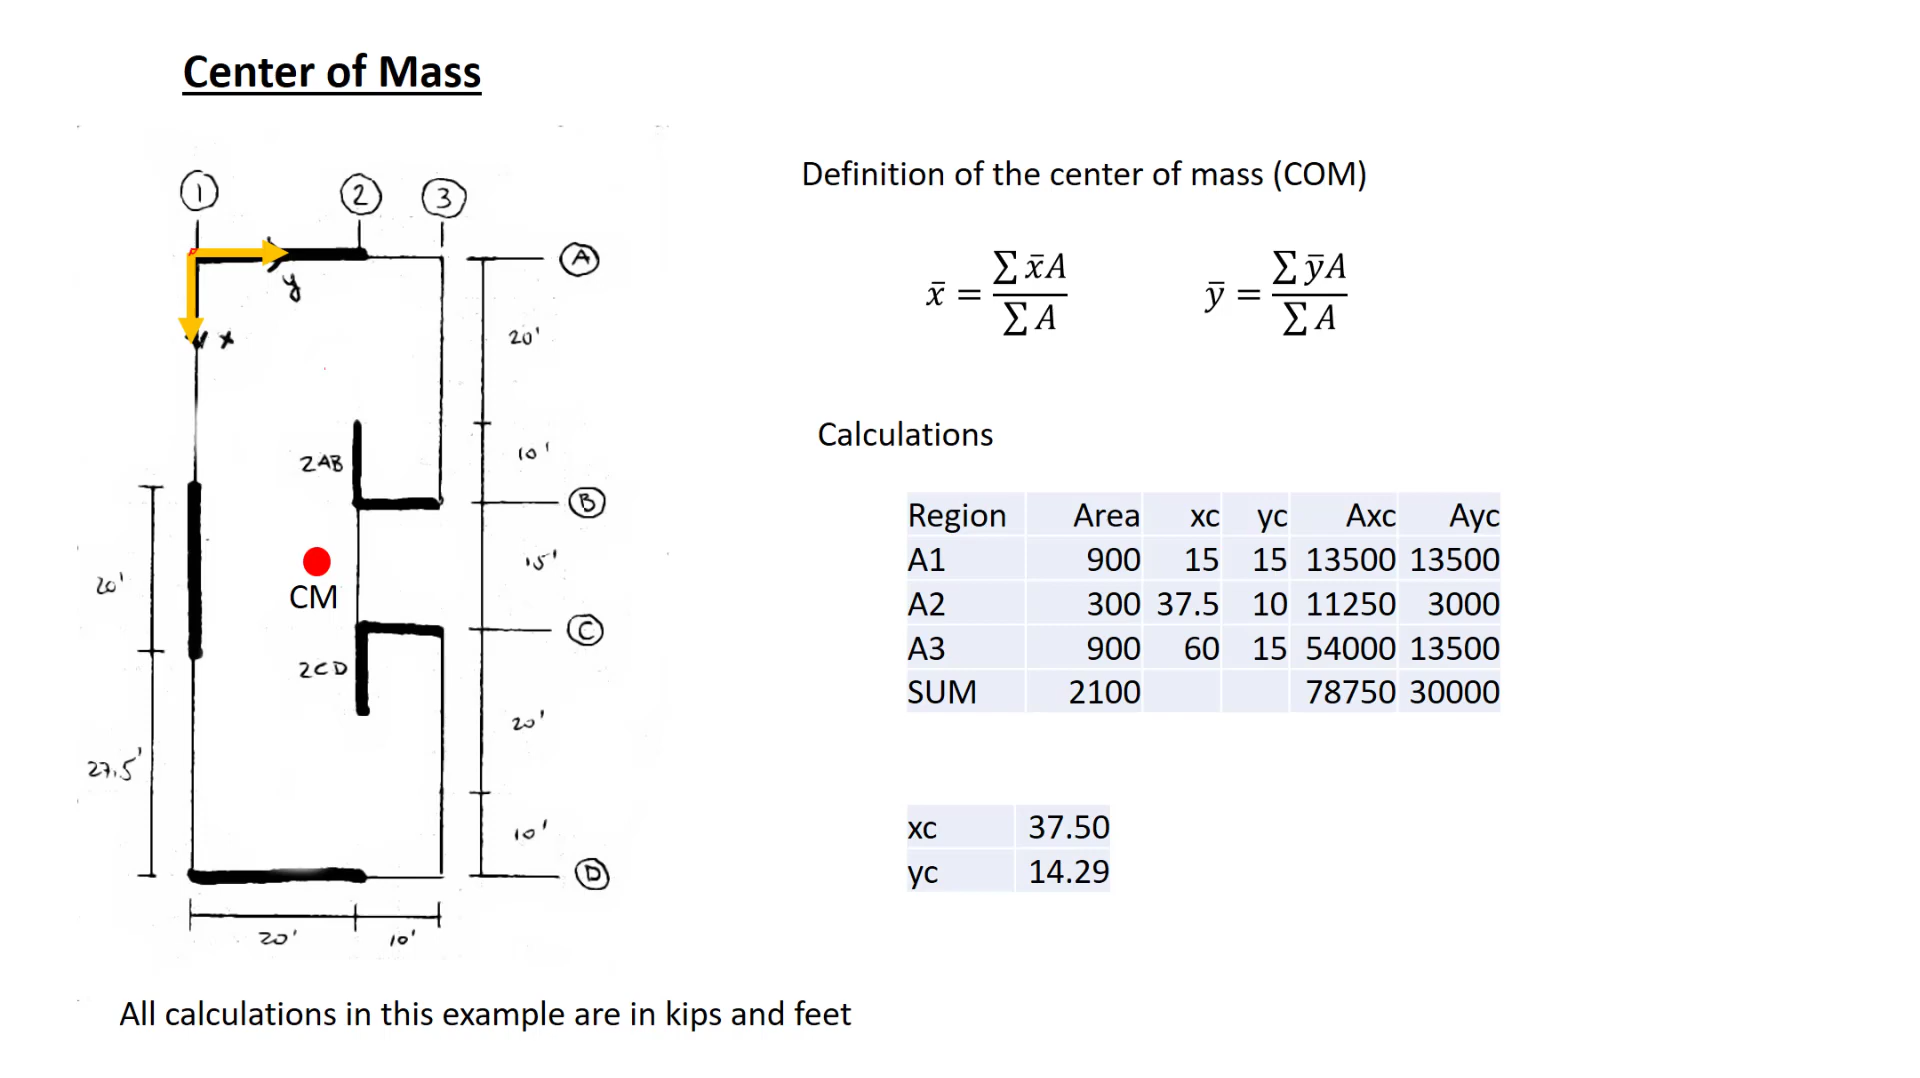 Center of Mass
1 2 3
A
y
x
20'
10'
2AB
B
15'
CM
20'
C
2CD
20'
27.5'
10'
D
20' 10'
All calculations in this example are in kips and feet
Definition of the center of mass (COM)
x̄ = ∑ x̄A / ∑ A    ȳ = ∑ ȳA / ∑ A
Calculations
Region Area xc yc Axc Ayc
A1 900 15 15 13500 13500
A2 300 37.5 10 11250 3000
A3 900 60 15 54000 13500
SUM 2100 78750 30000
xc 37.50
yc 14.29